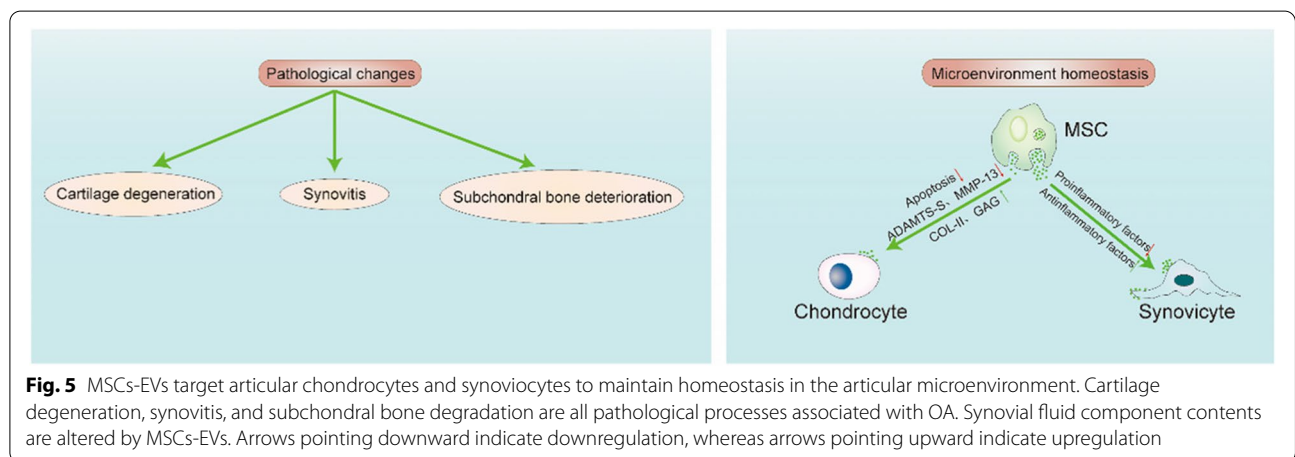 Pathological changes
Cartilage degeneration
Synovitis
Subchondral bone deterioration
Microenvironment homeostasis
MSC
Apoptosis↓
ADAMTS-S、MMP-13↓
COL-II、GAG↑
Proinflammatory factors↓
Antinflammatory factors↑
Chondrocyte
Synovicyte
Fig. 5 MSCs-EVs target articular chondrocytes and synoviocytes to maintain homeostasis in the articular microenvironment. Cartilage
degeneration, synovitis, and subchondral bone degradation are all pathological processes associated with OA. Synovial fluid component contents
are altered by MSCs-EVs. Arrows pointing downward indicate downregulation, whereas arrows pointing upward indicate upregulation